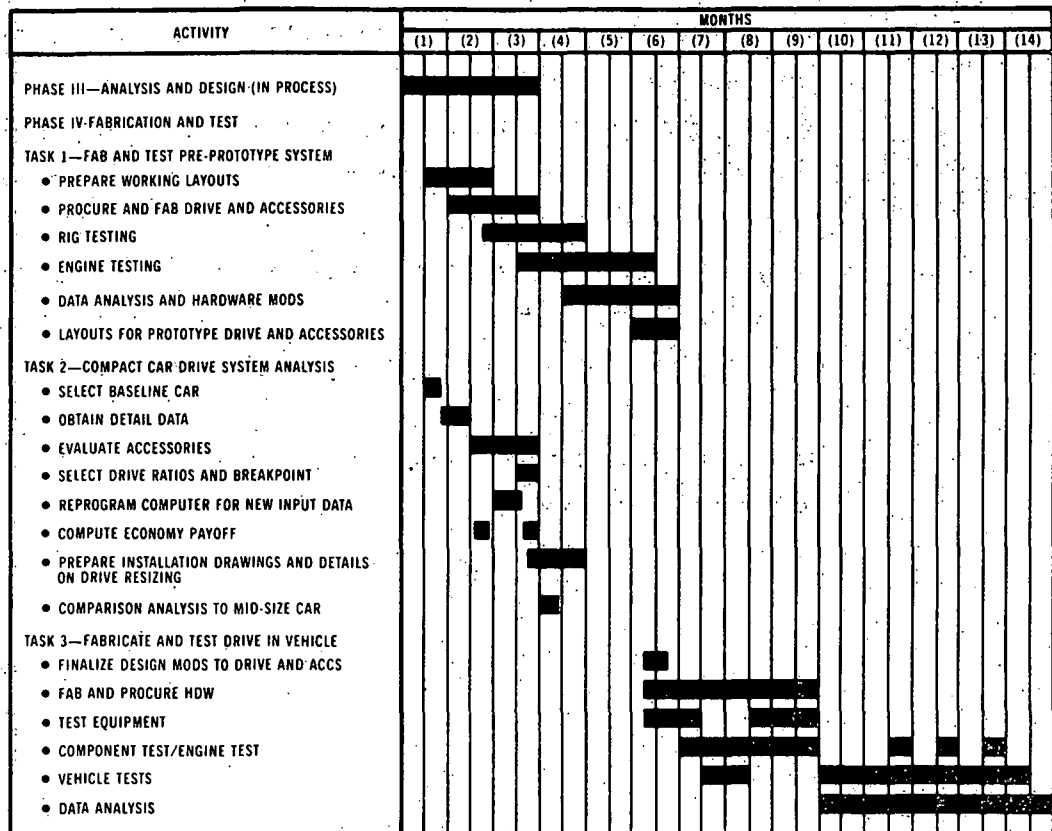 ACTIVITY
MONTHS
(1) (2) (3) (4) (5) (6) (7) (8) (9) (10) (11) (12) (13) (14)
PHASE III—ANALYSIS AND DESIGN (IN PROCESS)
PHASE IV-FABRICATION AND TEST
TASK 1—FAB AND TEST PRE-PROTOTYPE SYSTEM
• PREPARE WORKING LAYOUTS
• PROCURE AND FAB DRIVE AND ACCESSORIES
• RIG TESTING
• ENGINE TESTING
• DATA ANALYSIS AND HARDWARE MODS
• LAYOUTS FOR PROTOTYPE DRIVE AND ACCESSORIES
TASK 2—COMPACT CAR DRIVE SYSTEM ANALYSIS
• SELECT BASELINE CAR
• OBTAIN DETAIL DATA
• EVALUATE ACCESSORIES
• SELECT DRIVE RATIOS AND BREAKPOINT
• REPROGRAM COMPUTER FOR NEW INPUT DATA
• COMPUTE ECONOMY PAYOFF
• PREPARE INSTALLATION DRAWINGS AND DETAILS
ON DRIVE RESIZING
• COMPARISON ANALYSIS TO MID-SIZE CAR
TASK 3—FABRICATE AND TEST DRIVE IN VEHICLE
• FINALIZE DESIGN MODS TO DRIVE AND ACCS
• FAB AND PROCURE HDW
• TEST EQUIPMENT
• COMPONENT TEST/ENGINE TEST
• VEHICLE TESTS
• DATA ANALYSIS